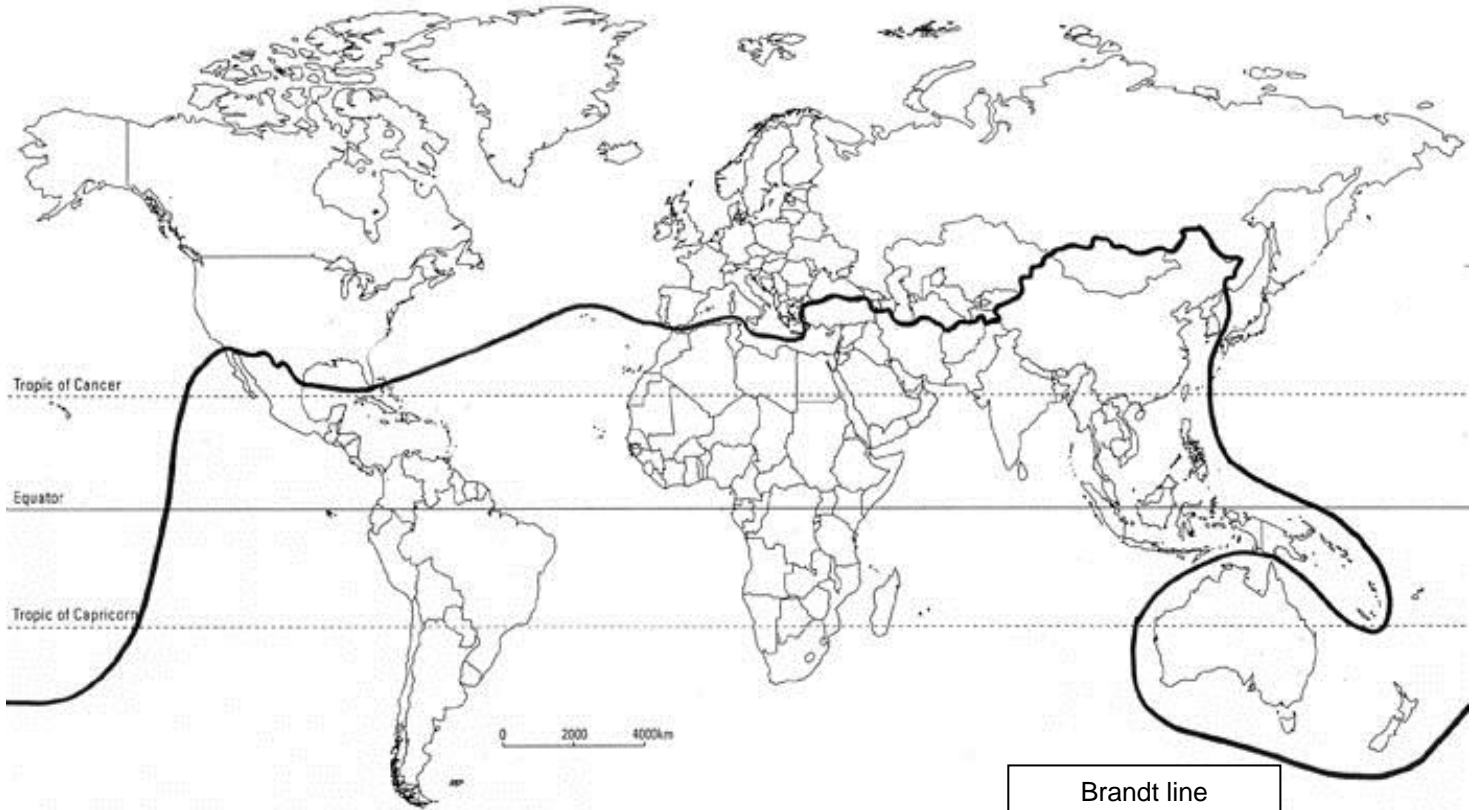 Tropic of Cancer
Equator
Tropic of Capricorn
0 2000 4000km
Brandt line